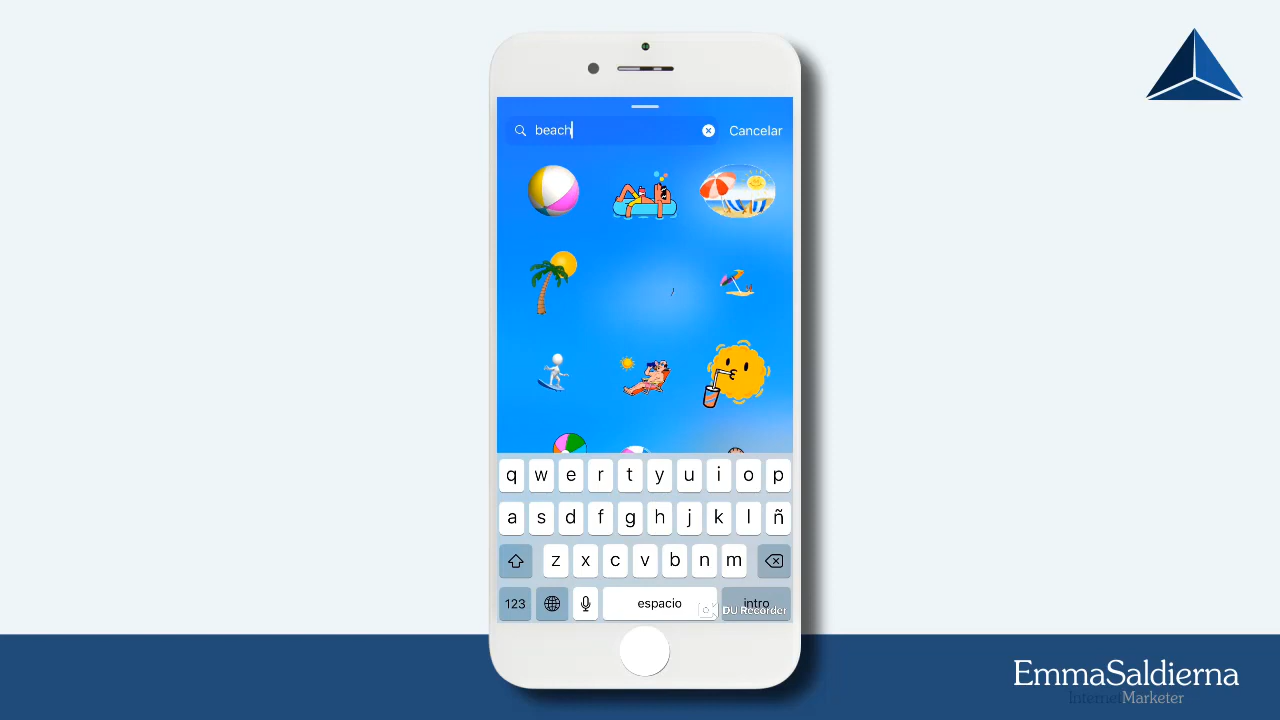 beach
Cancelar
q w e r t y u i o p
a s d f g h j k l ñ
z x c v b n m
123 espacio intro
DU Recorder
EmmaSaldierna
Internet Marketer